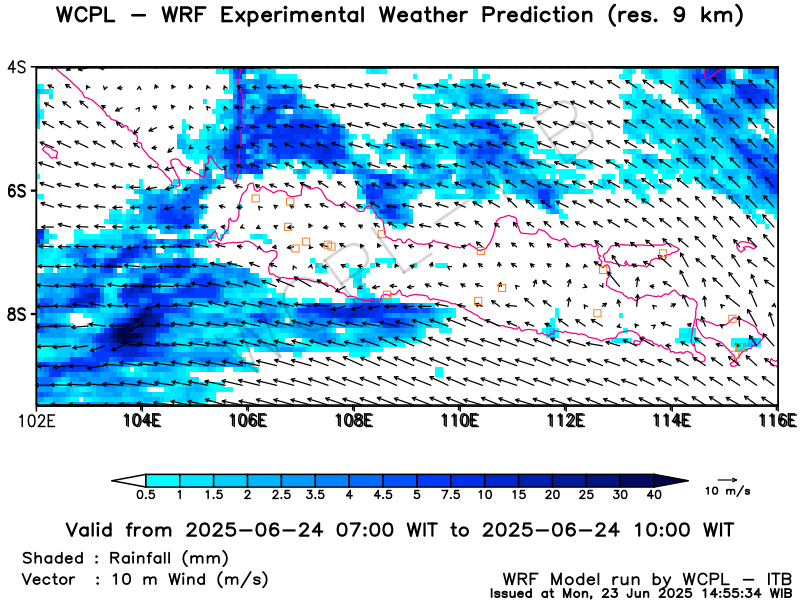 WCPL – WRF Experimental Weather Prediction (res. 9 km)
4S
6S
8S
102E 104E 106E 108E 110E 112E 114E 116E
WCPL-ITB
0.5 1 1.5 2 2.5 3.5 4 4.5 5 7.5 10 15 20 25 30 40
10 m/s
Valid from 2025–06–24 07:00 WIT to 2025–06–24 10:00 WIT
Shaded : Rainfall (mm)
Vector : 10 m Wind (m/s)
WRF Model run by WCPL – ITB
Issued at Mon, 23 Jun 2025 14:55:34 WIB